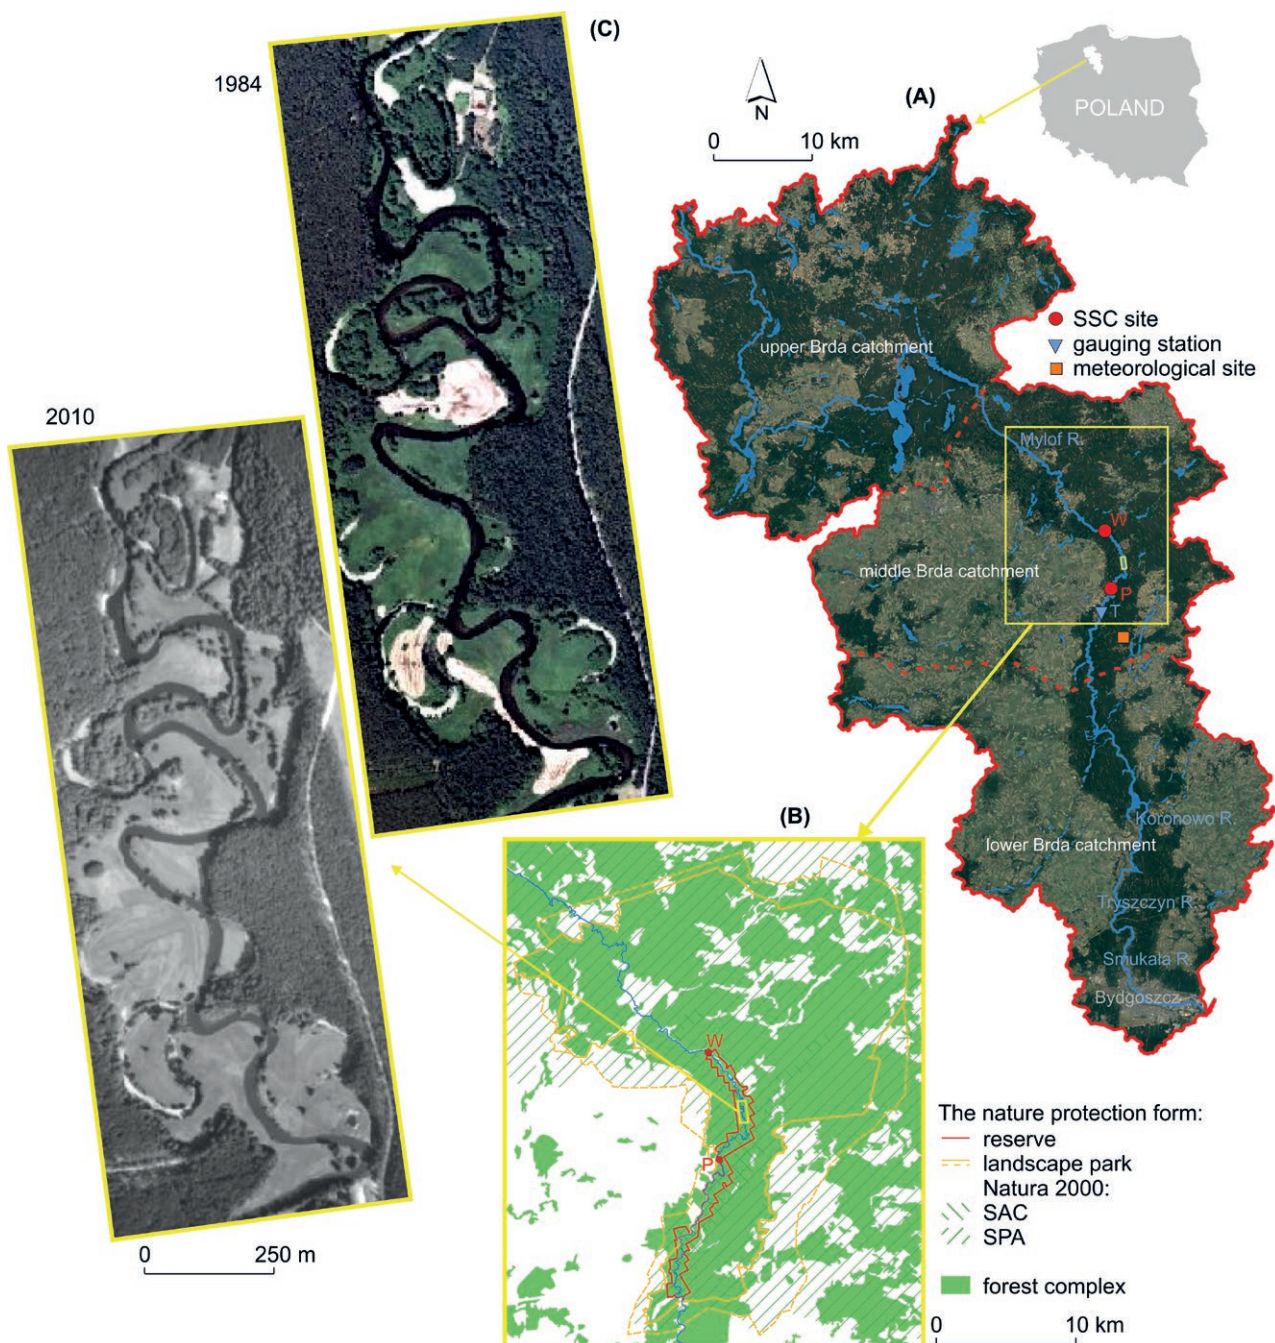 (C)
1984
2010
0 250 m
POLAND
(A)
N
0 10 km
SSC site
gauging station
meteorological site
upper Brda catchment
Mylof R.
W
middle Brda catchment
P
T
Koronowo R.
lower Brda catchment
Tryszczyn R.
Smukała R.
Bydgoszcz
(B)
W
P
The nature protection form:
reserve
landscape park
Natura 2000:
SAC
SPA
forest complex
0 10 km